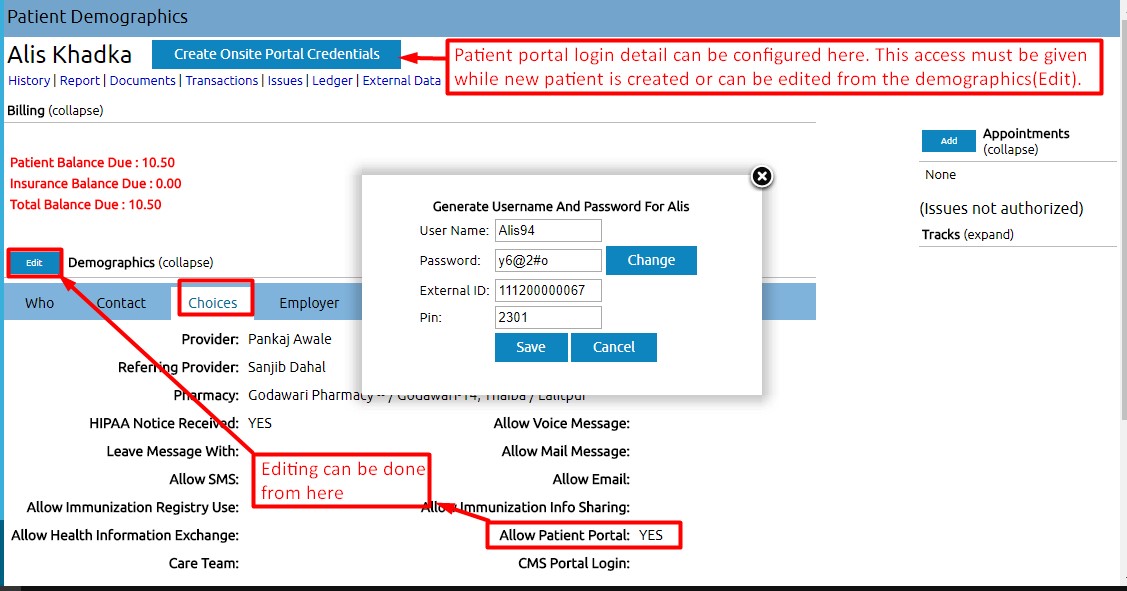 Patient Demographics
Alis Khadka
Create Onsite Portal Credentials
Patient portal login detail can be configured here. This access must be given
while new patient is created or can be edited from the demographics(Edit).
History | Report | Documents | Transactions | Issues | Ledger | External Data
Billing (collapse)
Patient Balance Due : 10.50
Insurance Balance Due : 0.00
Total Balance Due : 10.50
Add
Appointments
(collapse)
None
(Issues not authorized)
Tracks (expand)
Generate Username And Password For Alis
User Name: Alis94
Password: y6@2#o Change
External ID: 111200000067
Pin: 2301
Save Cancel
Edit Demographics (collapse)
Who Contact Choices Employer
Provider: Pankaj Awale
Referring Provider: Sanjib Dahal
Pharmacy: Godawari Pharmacy -- / Godawari-14, Thaiba / Lalitpur
HIPAA Notice Received: YES Allow Voice Message:
Leave Message With: Allow Mail Message:
Allow SMS: Allow Email:
Editing can be done
from here
Allow Immunization Registry Use: Allow Immunization Info Sharing:
Allow Health Information Exchange: Allow Patient Portal: YES
Care Team: CMS Portal Login: